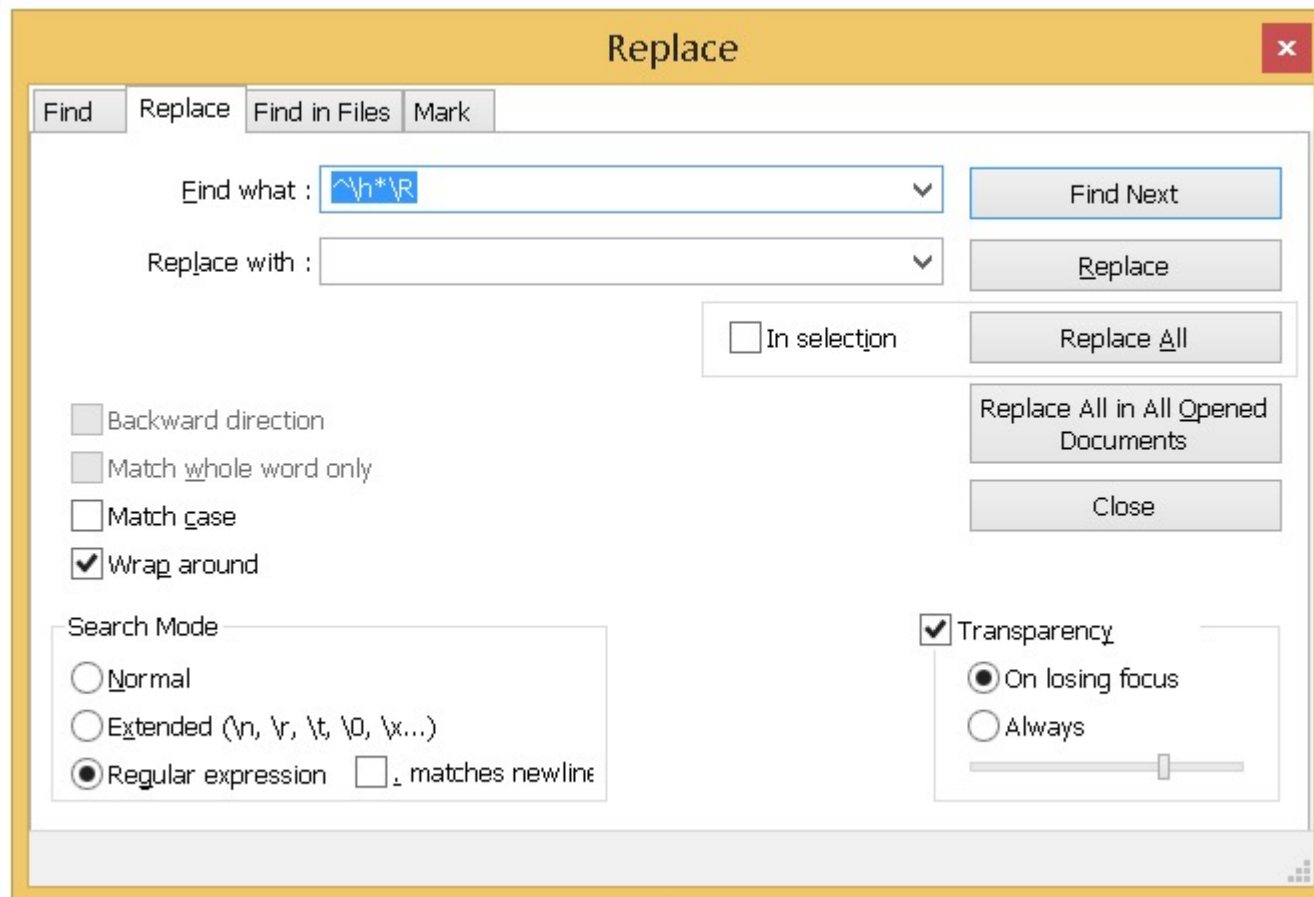 Replace
Find Replace Find in Files Mark
Find what : ^\h*\R Find Next
Replace with : Replace
In selection Replace All
Replace All in All Opened
Documents
Backward direction
Match whole word only
Match case Close
Wrap around
Search Mode Transparency
Normal On losing focus
Extended (\n, \r, \t, \0, \x...) Always
Regular expression . matches newline